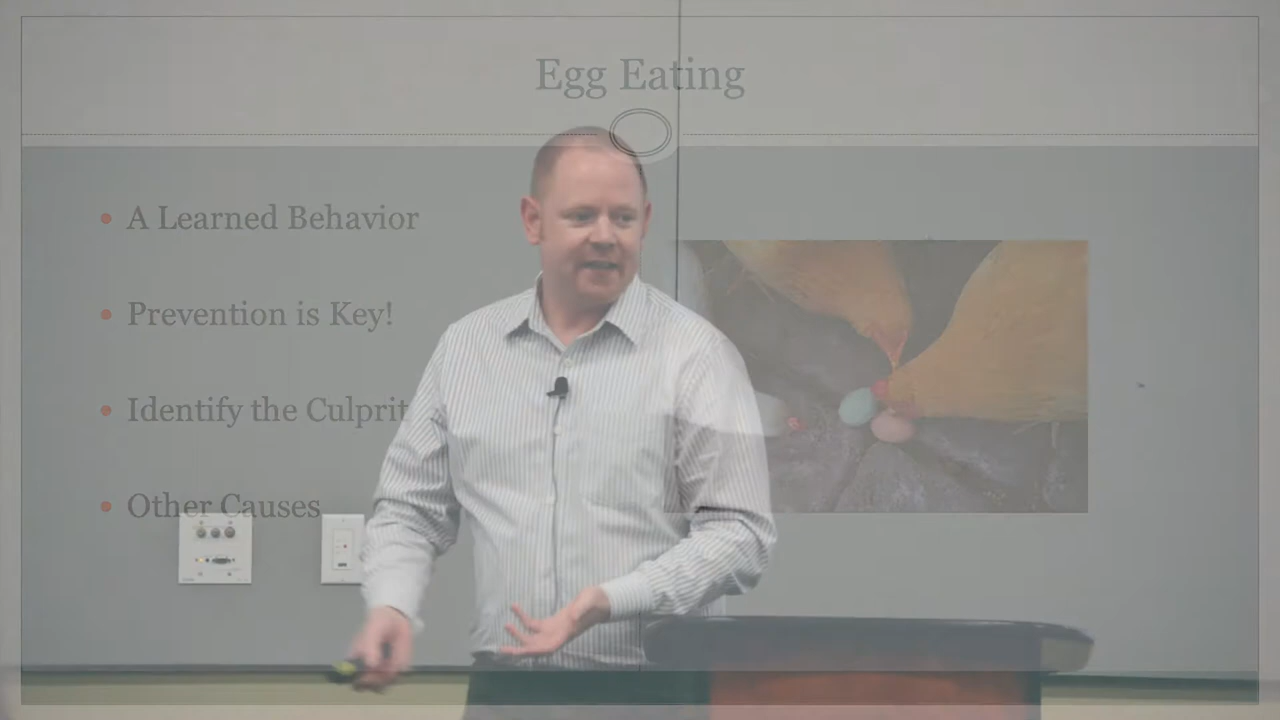 Egg Eating
A Learned Behavior
Prevention is Key!
Identify the Culprit
Other Causes